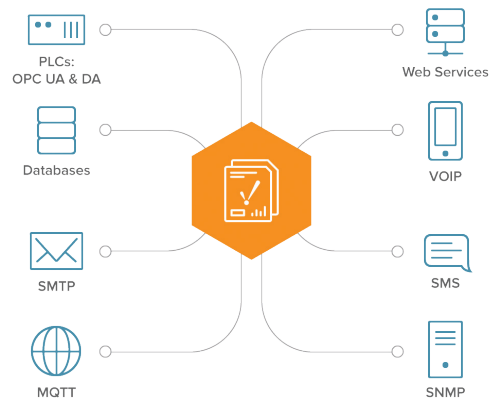 PLCs:
OPC UA & DA
Web Services
Databases
VOIP
SMTP
SMS
MQTT
SNMP